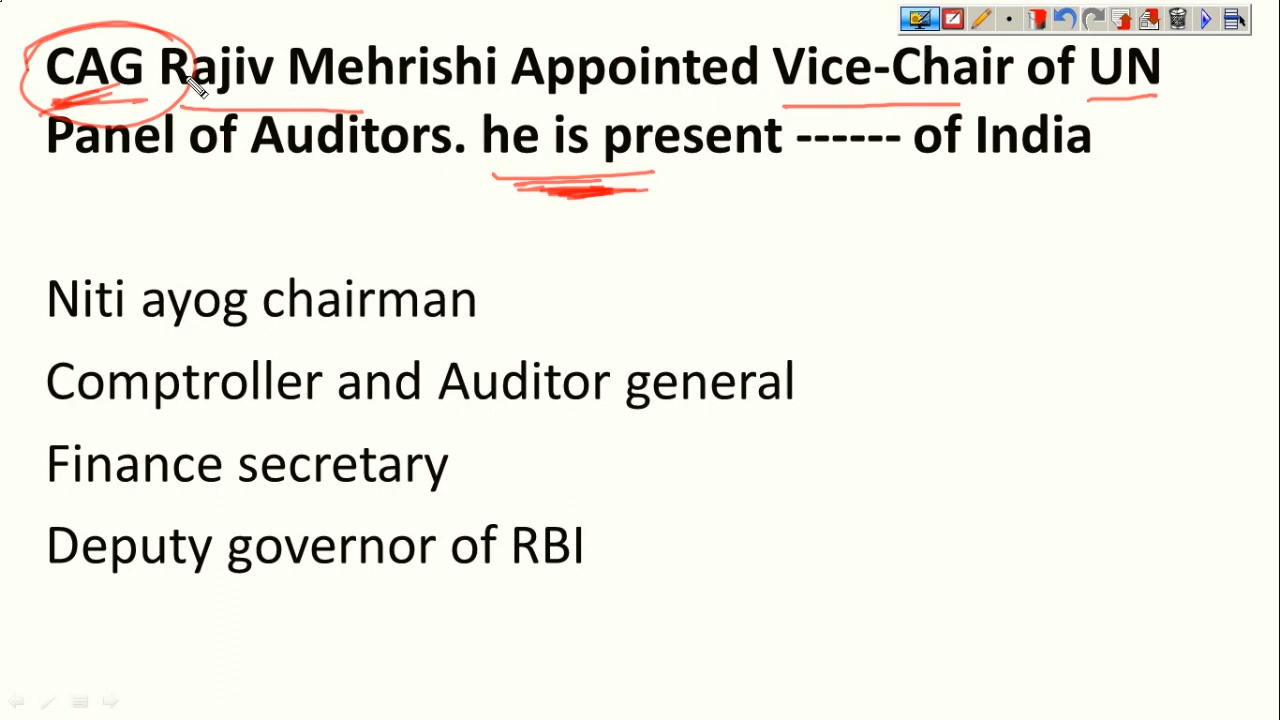 CAG Rajiv Mehrishi Appointed Vice-Chair of UN
Panel of Auditors. he is present ------ of India
Niti ayog chairman
Comptroller and Auditor general
Finance secretary
Deputy governor of RBI